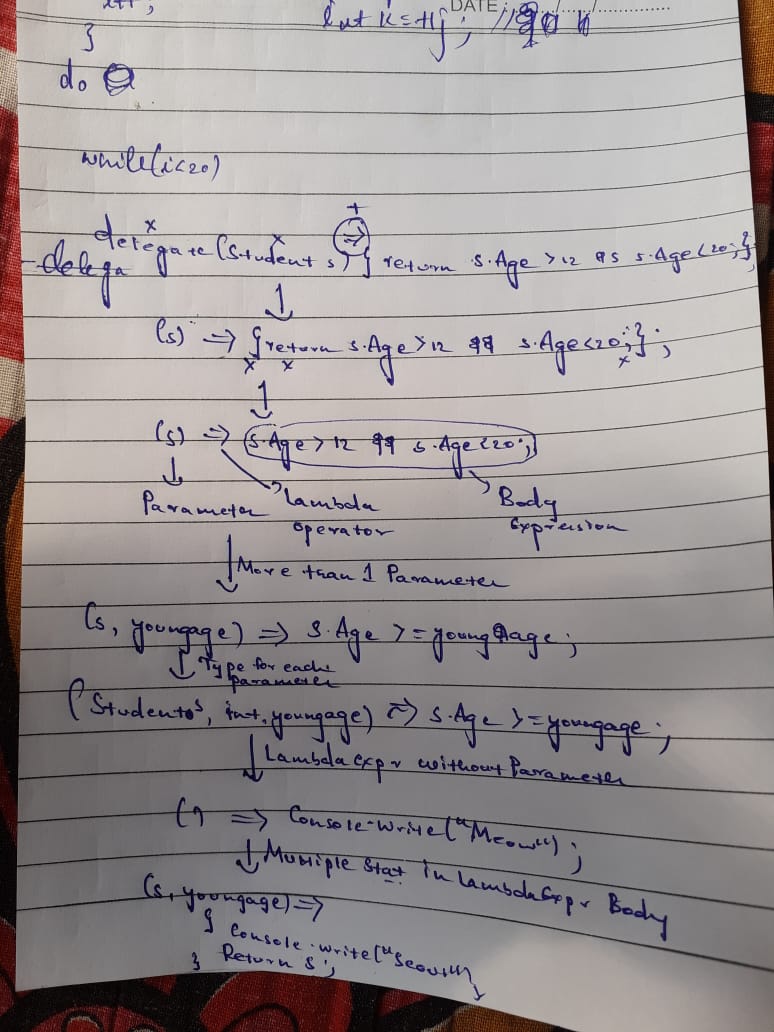 DATE:
int k = ++j; //
}
do
while(i<20)
delegate (Student s) { return s.Age > 12 && s.Age < 20; };
delega
(s) => { return s.Age > 12 && s.Age < 20; };
(s) => s.Age > 12 && s.Age < 20;
Parameter Lambda operator Body Expression
More than 1 Parameter
(s, youngage) => s.Age >= youngage;
Type for each parameter
(Student s, int youngage) => s.Age >= youngage;
Lambda expr without Parameter
() => Console.Write("Meow");
Multiple Stat in Lambda Expr Body
(s, youngage) =>
{ Console.write("Scout");
Return s;
}